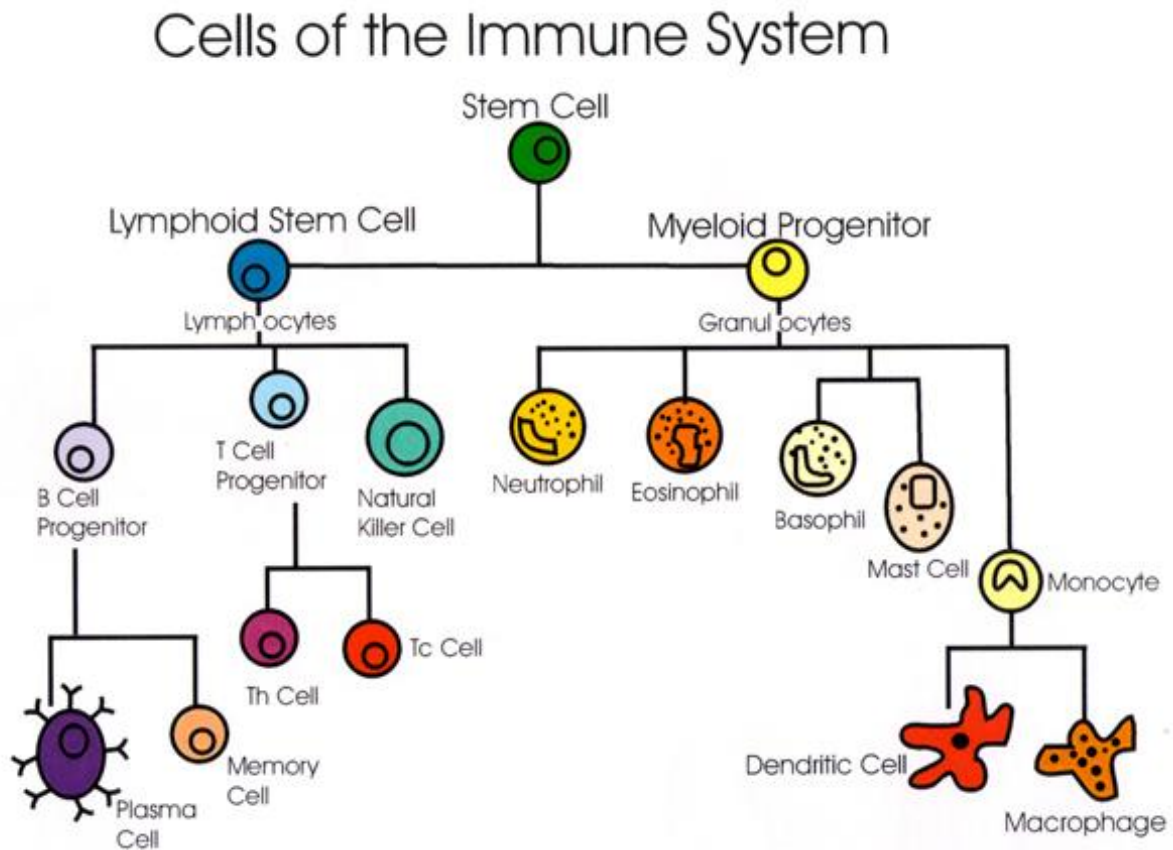 Cells of the Immune System
Stem Cell
Lymphoid Stem Cell
Myeloid Progenitor
Lymph ocytes
Granul ocytes
B Cell
Progenitor
T Cell
Progenitor
Natural
Killer Cell
Neutrophil
Eosinophil
Basophil
Mast Cell
Monocyte
Th Cell
Tc Cell
Plasma
Cell
Memory
Cell
Dendritic Cell
Macrophage